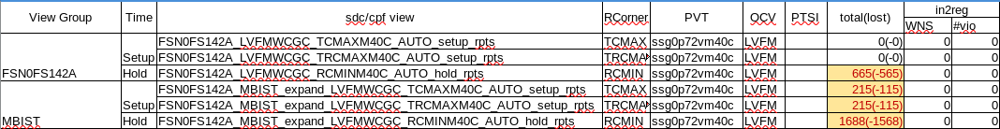 View Group Time sdc/cpf view RCorner PVT OCV PTSI total(lost) in2reg
WNS #vio
FSN0FS142A_LVFMWCGC_TCMAXM40C_AUTO_setup_rpts TCMAX ssg0p72vm40c LVFM 0(-0) 0 0
Setup FSN0FS142A_LVFMWCGC_TRCMAXM40C_AUTO_setup_rpts TRCMAX ssg0p72vm40c LVFM 0(-0) 0 0
FSN0FS142A Hold FSN0FS142A_LVFMWCGC_RCMINM40C_AUTO_hold_rpts RCMIN ssg0p72vm40c LVFM 665(-565) 0 0
FSN0FS142A_MBIST_expand_LVFMWCGC_TCMAXM40C_AUTO_setup_rpts TCMAX ssg0p72vm40c LVFM 215(-115) 0 0
Setup FSN0FS142A_MBIST_expand_LVFMWCGC_TRCMAXM40C_AUTO_setup_rpts TRCMAX ssg0p72vm40c LVFM 215(-115) 0 0
MBIST Hold FSN0FS142A_MBIST_expand_LVFMWCGC_RCMINM40C_AUTO_hold_rpts RCMIN ssg0p72vm40c LVFM 1688(-1568) 0 0